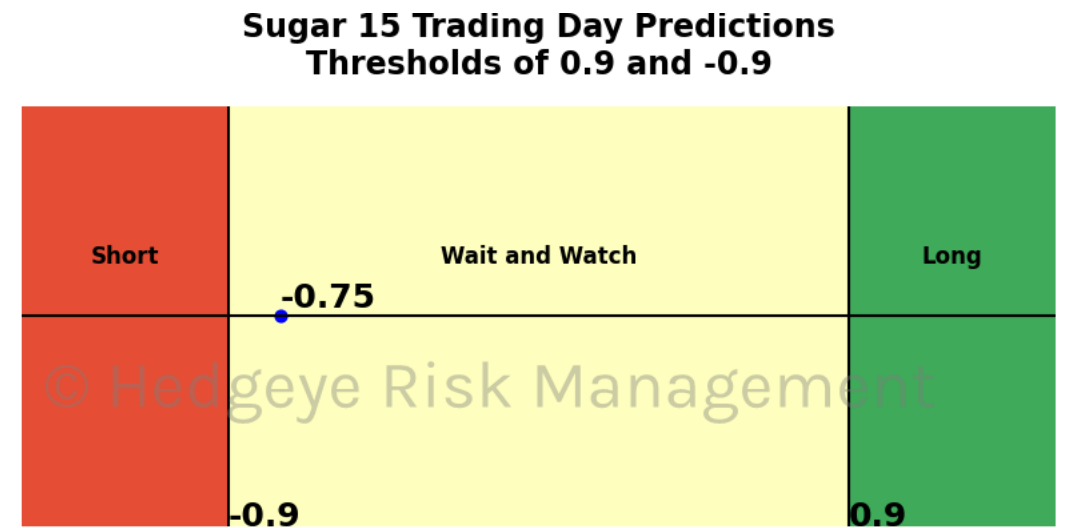 Sugar 15 Trading Day Predictions
Thresholds of 0.9 and -0.9
Short
Wait and Watch
Long
-0.75
© Hedgeye Risk Management
-0.9
0.9